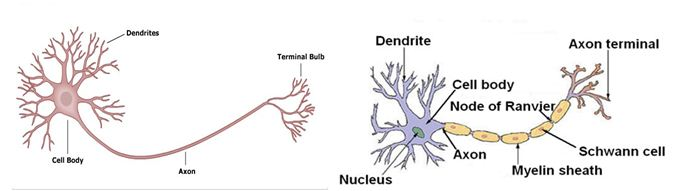 Dendrites
Terminal Bulb
Cell Body
Axon
Dendrite
Axon terminal
Cell body
Node of Ranvier
Axon
Schwann cell
Myelin sheath
Nucleus